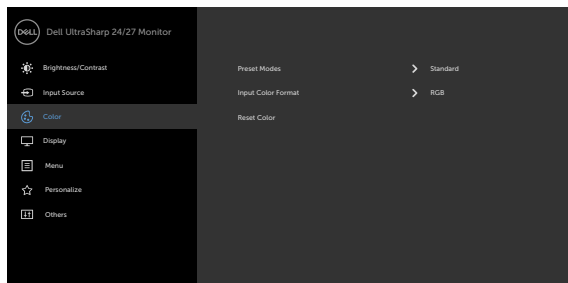 DELL
Dell UltraSharp 24/27 Monitor
Brightness/Contrast
Input Source
Color
Display
Menu
Personalize
Others
Preset Modes
Standard
Input Color Format
RGB
Reset Color